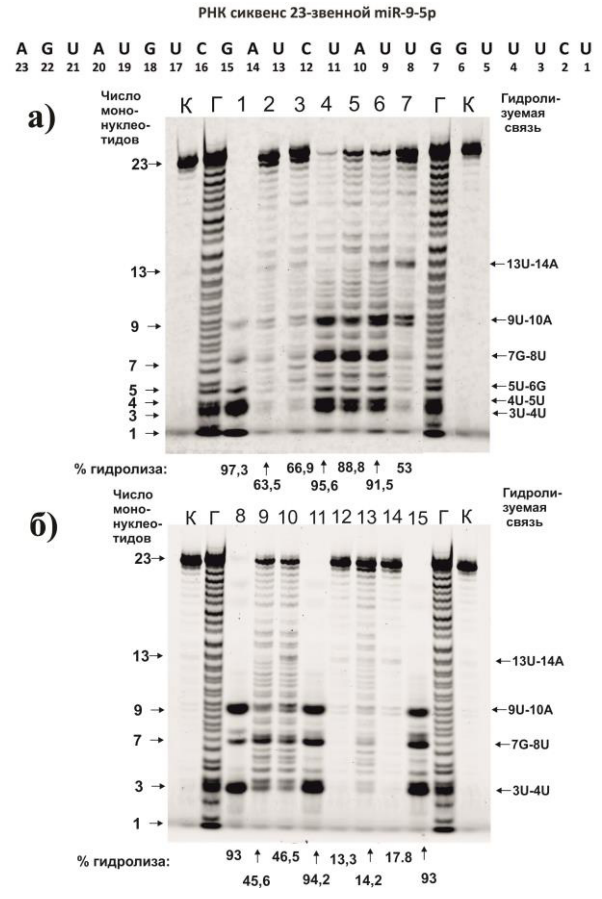 РНК сиквенс 23-звенной miR-9-5p
A G U A U G U C G A U C U A U U G G U U U C U
23 22 21 20 19 18 17 16 15 14 13 12 11 10 9 8 7 6 5 4 3 2 1
а)
Число моно-нуклео-тидов
К Г 1 2 3 4 5 6 7 Г К
Гидроли-зуемая связь
23
13
9
7
5
4
3
1
13U-14A
9U-10A
7G-8U
5U-6G
4U-5U
3U-4U
% гидролиза: 97,3 66,9 88,8 53
63,5 95,6 91,5
б)
Число моно-нуклео-тидов
К Г 8 9 10 11 12 13 14 15 Г К
Гидроли-зуемая связь
23
13
9
7
3
1
13U-14A
9U-10A
7G-8U
3U-4U
% гидролиза: 93 46,5 13,3 17.8
45,6 94,2 14,2 93